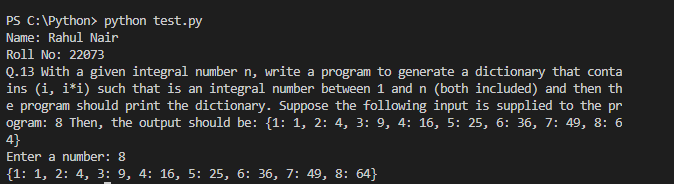 PS C:\Python> python test.py
Name: Rahul Nair
Roll No: 22073
Q.13 With a given integral number n, write a program to generate a dictionary that conta
ins (i, i*i) such that is an integral number between 1 and n (both included) and then th
e program should print the dictionary. Suppose the following input is supplied to the pr
ogram: 8 Then, the output should be: {1: 1, 2: 4, 3: 9, 4: 16, 5: 25, 6: 36, 7: 49, 8: 6
4}
Enter a number: 8
{1: 1, 2: 4, 3: 9, 4: 16, 5: 25, 6: 36, 7: 49, 8: 64}